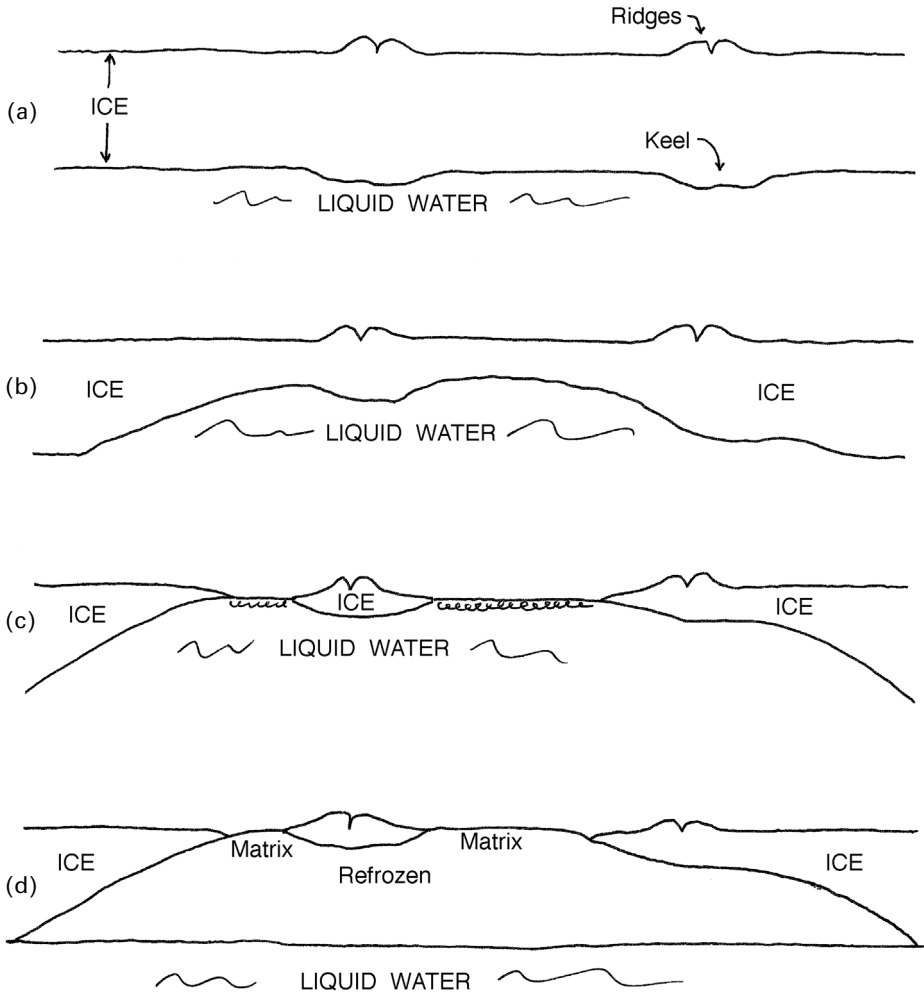 Ridges
ICE
(a)
Keel
LIQUID WATER
(b)
ICE
ICE
LIQUID WATER
(c)
ICE
ICE
ICE
LIQUID WATER
(d)
ICE
Matrix
Matrix
ICE
Refrozen
LIQUID WATER